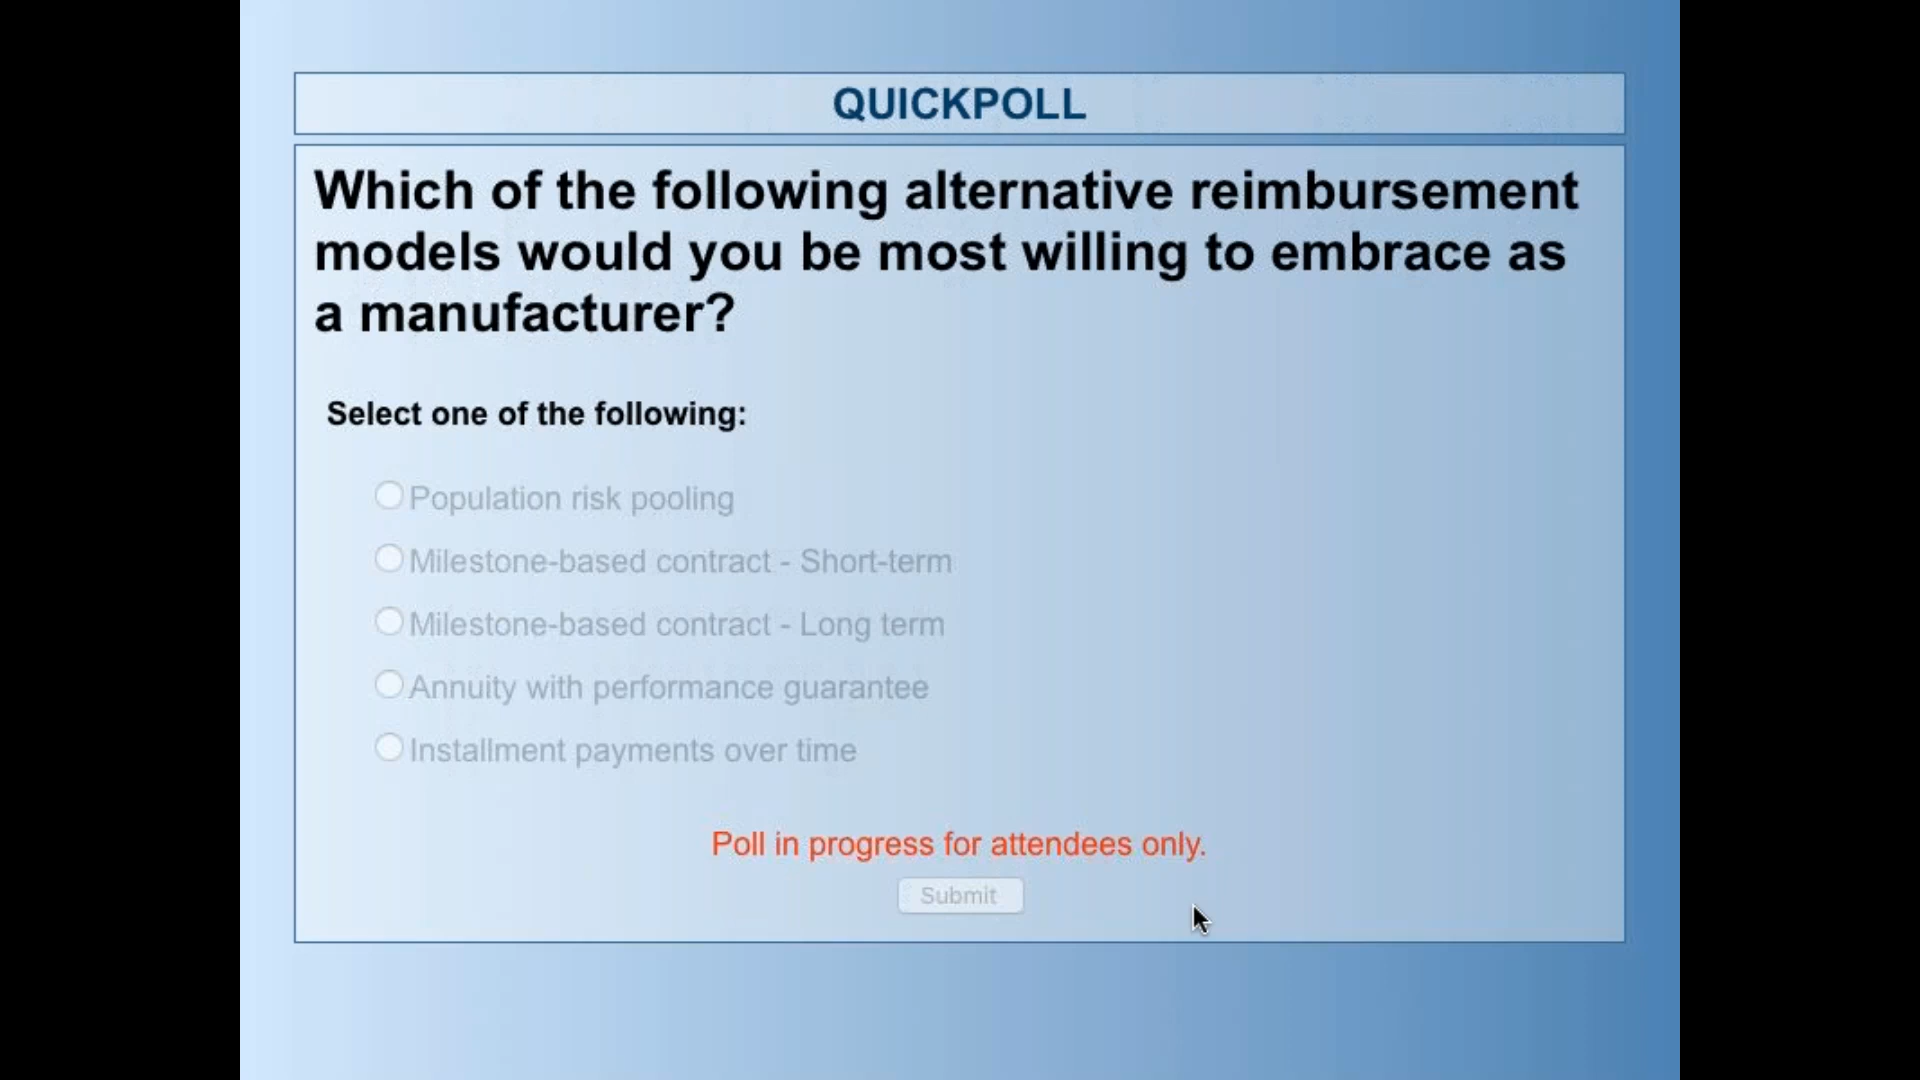 QUICKPOLL
Which of the following alternative reimbursement
models would you be most willing to embrace as
a manufacturer?
Select one of the following:
Population risk pooling
Milestone-based contract - Short-term
Milestone-based contract - Long term
Annuity with performance guarantee
Installment payments over time
Poll in progress for attendees only.
Submit